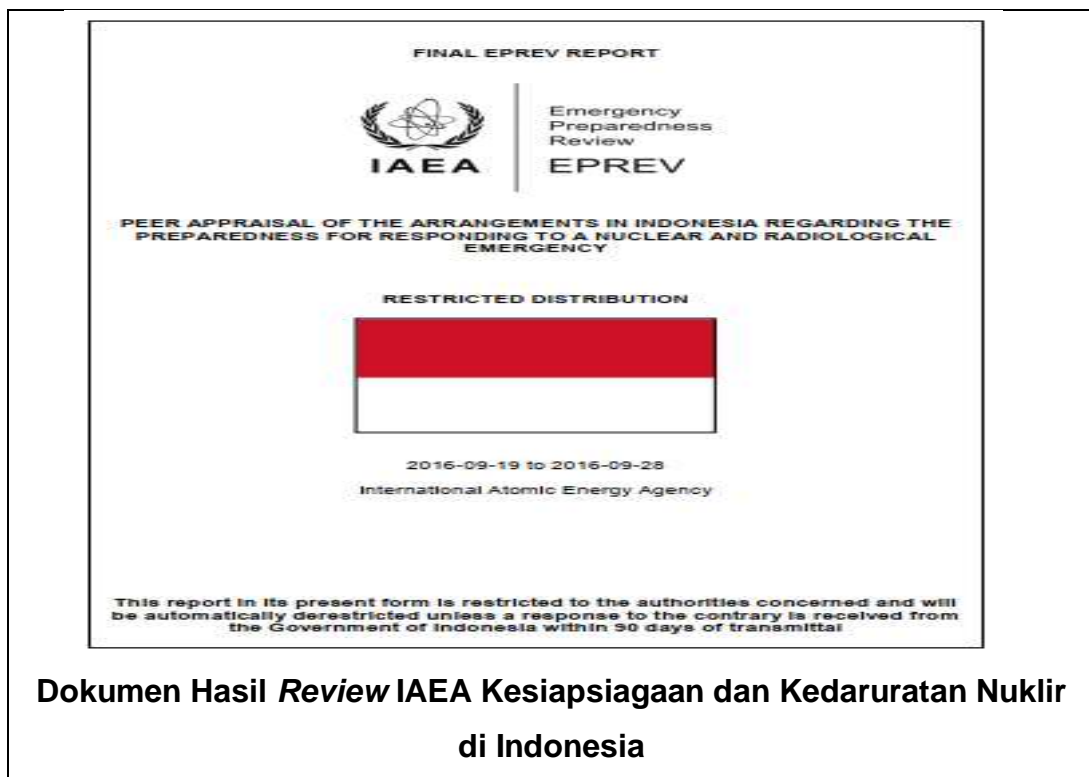 FINAL EPREV REPORT
IAEA
Emergency
Preparedness
Review
EPREV
PEER APPRAISAL OF THE ARRANGEMENTS IN INDONESIA REGARDING THE
PREPAREDNESS FOR RESPONDING TO A NUCLEAR AND RADIOLOGICAL
EMERGENCY
RESTRICTED DISTRIBUTION
2016-09-19 to 2016-09-28
International Atomic Energy Agency
This report in its present form is restricted to the authorities concerned and will
be automatically derestricted unless a response to the contrary is received from
the Government of Indonesia within 90 days of transmittal
Dokumen Hasil Review IAEA Kesiapsiagaan dan Kedaruratan Nuklir
di Indonesia